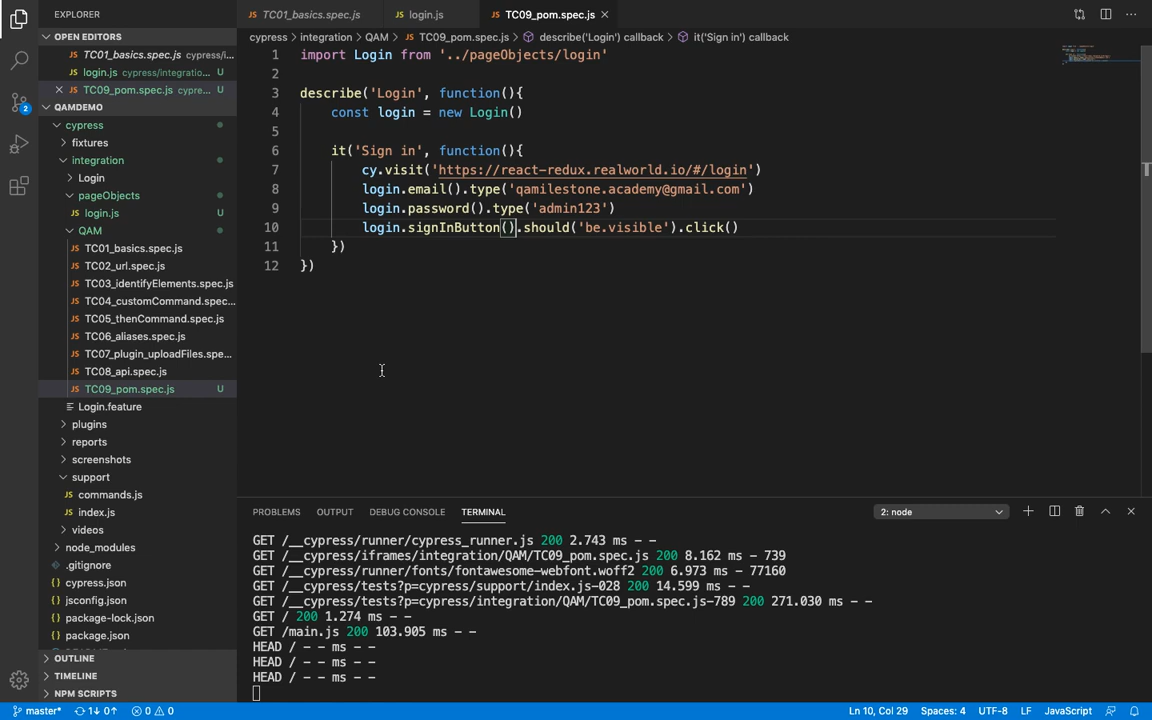 EXPLORER
OPEN EDITORS
TC01_basics.spec.js cypress/i...
login.js cypress/integratio... U
TC09_pom.spec.js cypre... U
QAMDEMO
cypress
fixtures
integration
Login
pageObjects
login.js U
QAM
TC01_basics.spec.js
TC02_url.spec.js
TC03_identifyElements.spec.js
TC04_customCommand.spec...
TC05_thenCommand.spec.js
TC06_aliases.spec.js
TC07_plugin_uploadFiles.spe...
TC08_api.spec.js
TC09_pom.spec.js U
Login.feature
plugins
reports
screenshots
support
commands.js
index.js
videos
node_modules
.gitignore
cypress.json
jsconfig.json
package-lock.json
package.json
OUTLINE
TIMELINE
NPM SCRIPTS
2
TC01_basics.spec.js login.js TC09_pom.spec.js
cypress > integration > QAM > JS TC09_pom.spec.js > describe('Login') callback > it('Sign in') callback
1 import Login from '../pageObjects/login'
2
3 describe('Login', function(){
4 const login = new Login()
5
6 it('Sign in', function(){
7 cy.visit('https://react-redux.realworld.io/#/login')
8 login.email().type('qamilestone.academy@gmail.com')
9 login.password().type('admin123')
10 login.signInButton().should('be.visible').click()
11 })
12 })
PROBLEMS OUTPUT DEBUG CONSOLE TERMINAL 2: node
GET /__cypress/runner/cypress_runner.js 200 2.743 ms - -
GET /__cypress/iframes/integration/QAM/TC09_pom.spec.js 200 8.162 ms - 739
GET /__cypress/runner/fonts/fontawesome-webfont.woff2 200 6.973 ms - 77160
GET /__cypress/tests?p=cypress/support/index.js-028 200 14.599 ms - -
GET /__cypress/tests?p=cypress/integration/QAM/TC09_pom.spec.js-789 200 271.030 ms - -
GET / 200 1.274 ms - -
GET /main.js 200 103.905 ms - -
HEAD / - - ms - -
HEAD / - - ms - -
HEAD / - - ms - -
master* 1↓ 0↑ 0 0 Ln 10, Col 29 Spaces: 4 UTF-8 LF JavaScript